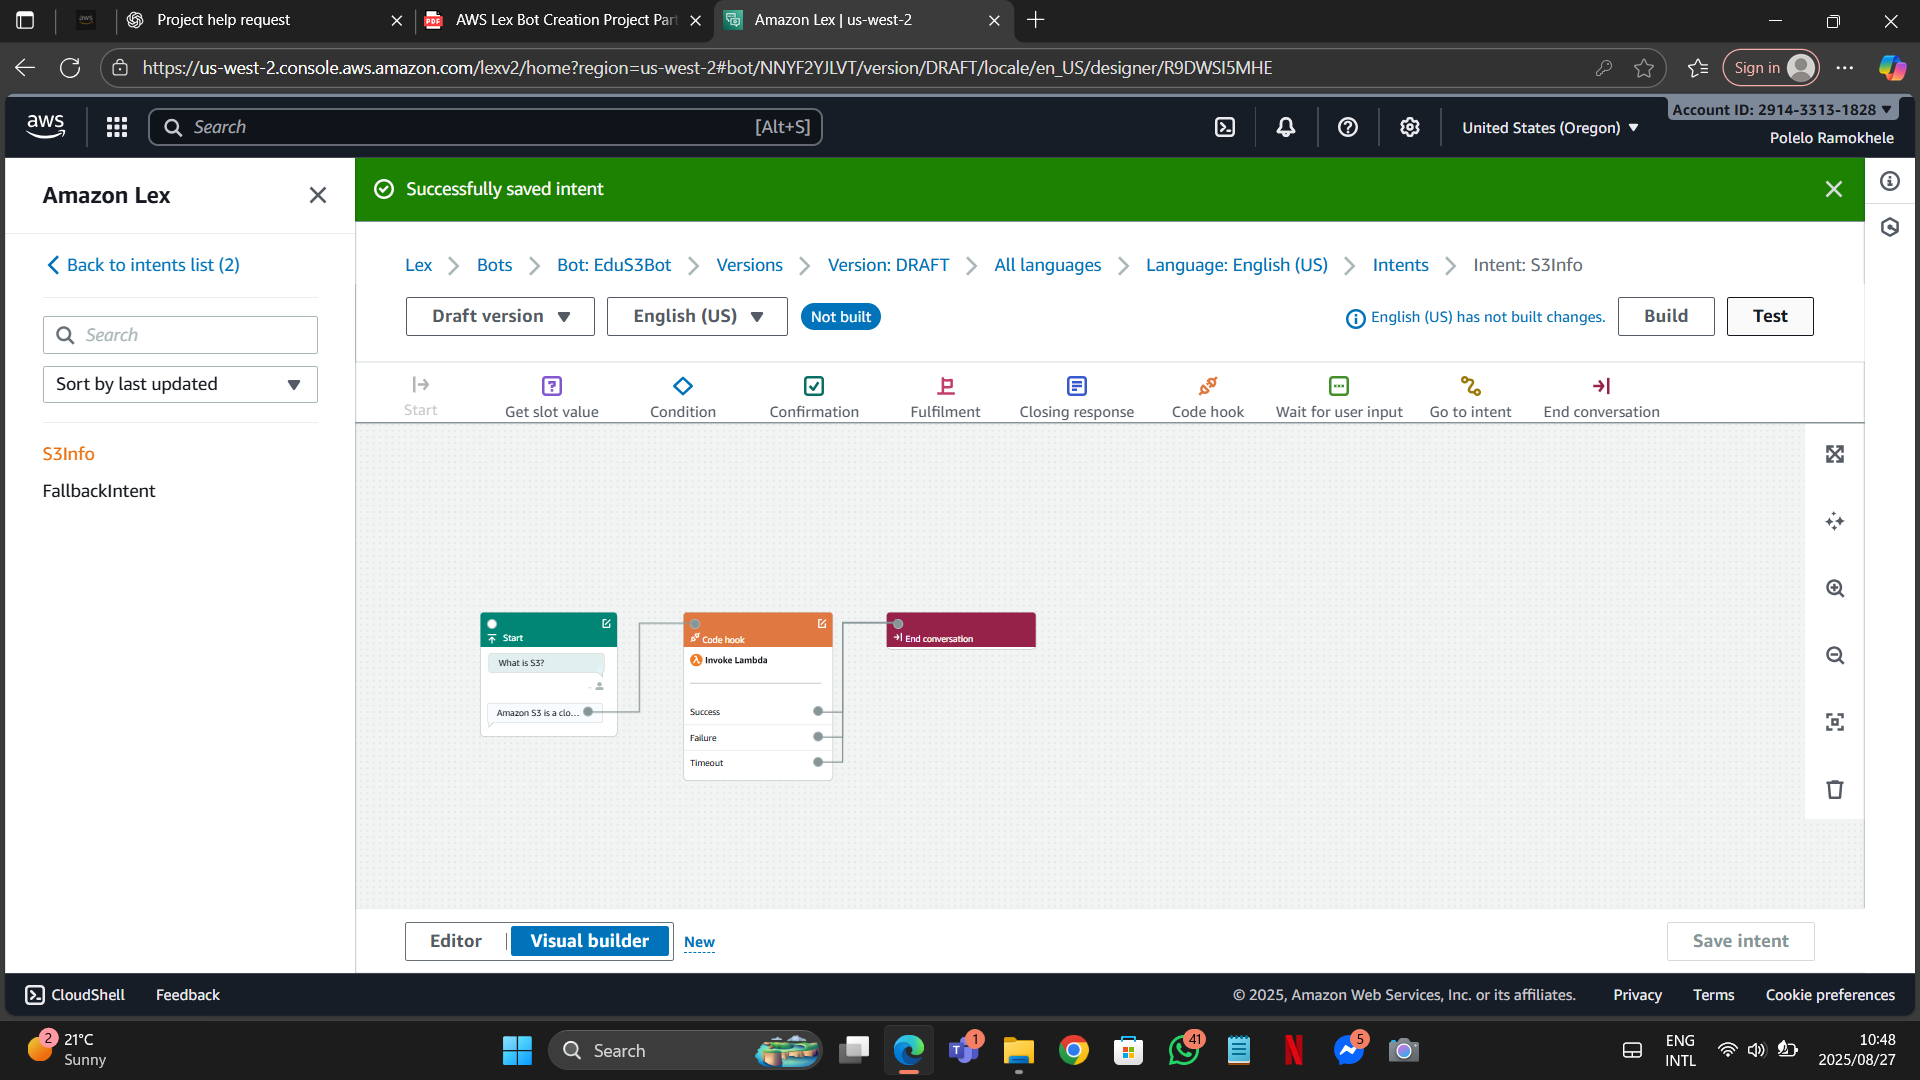 Project help request
AWS Lex Bot Creation Project Part
Amazon Lex | us-west-2
https://us-west-2.console.aws.amazon.com/lexv2/home?region=us-west-2#bot/NNYF2YJLVT/version/DRAFT/locale/en_US/designer/R9DWSI5MHE
Sign in
aws
Search
[Alt+S]
United States (Oregon)
Account ID: 2914-3313-1828
Polelo Ramokhele
Amazon Lex
Successfully saved intent
Back to intents list (2)
Search
Sort by last updated
S3Info
FallbackIntent
Lex
Bots
Bot: EduS3Bot
Versions
Version: DRAFT
All languages
Language: English (US)
Intents
Intent: S3Info
Draft version
English (US)
Not built
English (US) has not built changes.
Build
Test
Start
Get slot value
Condition
Confirmation
Fulfilment
Closing response
Code hook
Wait for user input
Go to intent
End conversation
Start
What is S3?
Amazon S3 is a clo...
Code hook
Invoke Lambda
Success
Failure
Timeout
End conversation
Editor
Visual builder
New
Save intent
CloudShell
Feedback
© 2025, Amazon Web Services, Inc. or its affiliates.
Privacy
Terms
Cookie preferences
2
21°C
Sunny
Search
1
41
5
ENG
INTL
10:48
2025/08/27